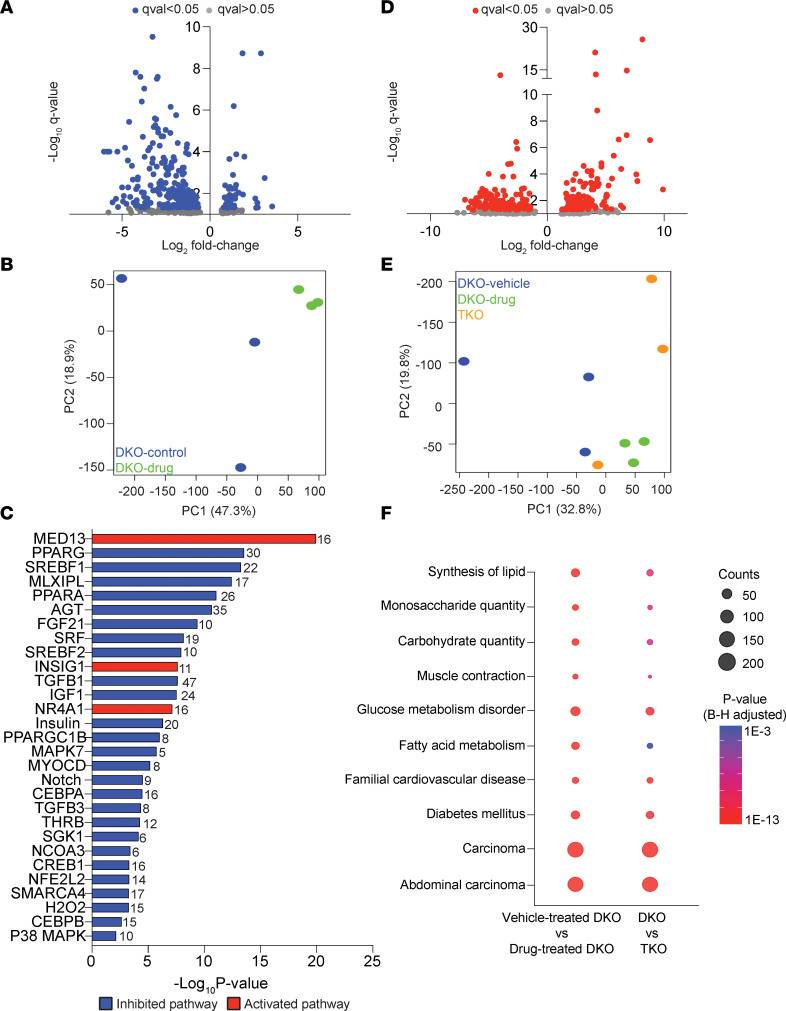 A
qval<0.05 qval>0.05
10
8
6
4
2
-Log10 q-value
-5 0 5
Log2 fold-change
D
qval<0.05 qval>0.05
30
15
10
8
6
4
2
-Log10 q-value
-10 0 10
Log2 fold-change
B
50
0
-50
-100
-150
PC2 (18.9%)
DKO-control
DKO-drug
-200 -150 -100 -50 0 50 100
PC1 (47.3%)
E
DKO-vehicle
DKO-drug
TKO
-200
-150
-100
0
-50
PC2 (19.8%)
-250 -200 -150 -100 -50 0 50 100
PC1 (32.8%)
C
MED13 16
PPARG 30
SREBF1 22
MLXIPL 17
PPARA 26
AGT 35
FGF21 10
SRF 19
SREBF2 10
INSIG1 11
TGFB1 47
IGF1 24
NR4A1 16
Insulin 20
PPARGC1B 8
MAPK7 5
MYOCD 8
Notch 9
CEBPA 16
TGFB3 8
THRB 12
SGK1 6
NCOA3 6
CREB1 16
NFE2L2 14
SMARCA4 17
H2O2 15
CEBPB 15
P38 MAPK 10
0 5 10 15 20 25
-Log10P-value
Inhibited pathway Activated pathway
F
Synthesis of lipid
Monosaccharide quantity
Carbohydrate quantity
Muscle contraction
Glucose metabolism disorder
Fatty acid metabolism
Familial cardiovascular disease
Diabetes mellitus
Carcinoma
Abdominal carcinoma
Vehicle-treated DKO
vs
Drug-treated DKO
DKO
vs
TKO
Counts
50
100
150
200
P-value
(B-H adjusted)
1E-3
1E-13